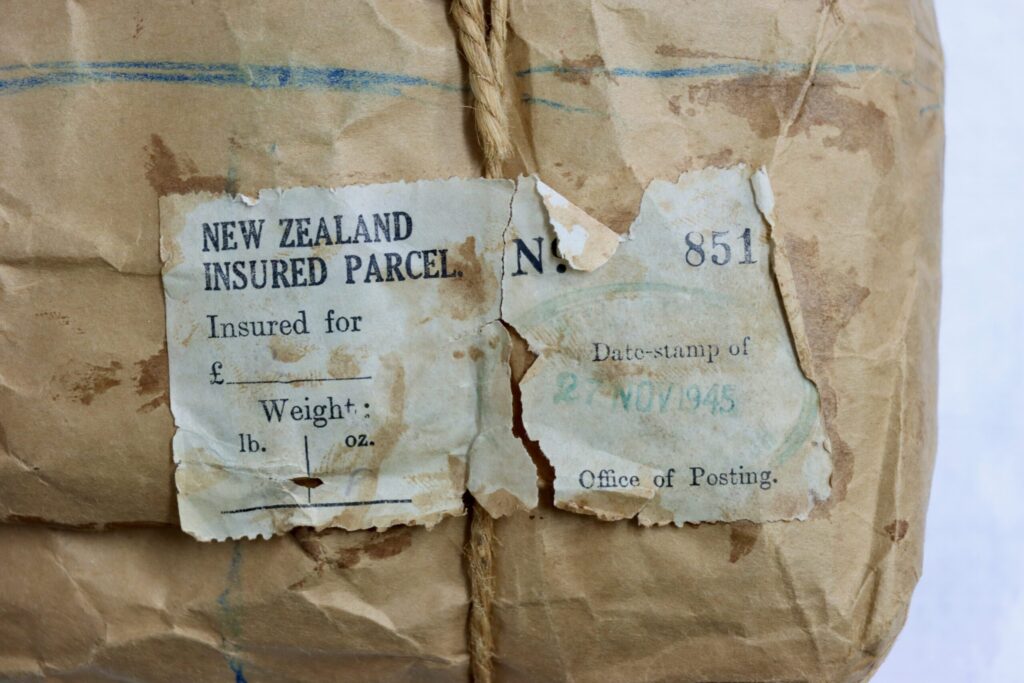 NEW ZEALAND
INSURED PARCEL.
Insured for
£
Weight:
lb. oz.
Nº 851
Date-stamp of
27 NOV 1945
Office of Posting.